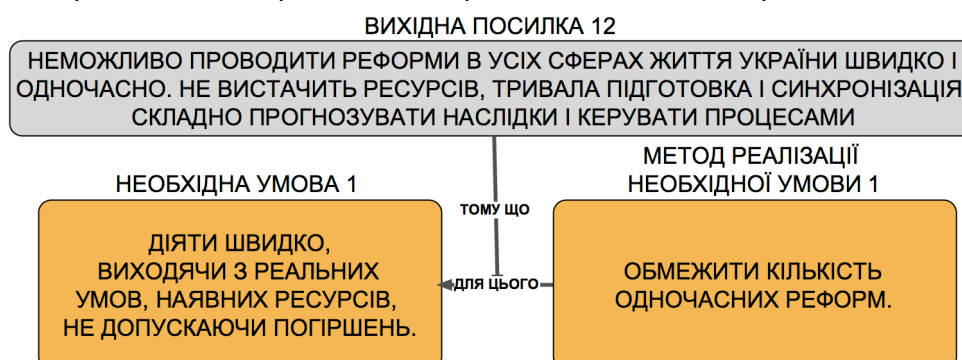 ВИХІДНА ПОСИЛКА 12
НЕМОЖЛИВО ПРОВОДИТИ РЕФОРМИ В УСІХ СФЕРАХ ЖИТТЯ УКРАЇНИ ШВИДКО І
ОДНОЧАСНО. НЕ ВИСТАЧИТЬ РЕСУРСІВ, ТРИВАЛА ПІДГОТОВКА І СИНХРОНІЗАЦІЯ
СКЛАДНО ПРОГНОЗУВАТИ НАСЛІДКИ І КЕРУВАТИ ПРОЦЕСАМИ
МЕТОД РЕАЛІЗАЦІЇ
НЕОБХІДНА УМОВА 1
НЕОБХІДНОЇ УМОВИ 1
ТОМУ ЩО
ДІЯТИ ШВИДКО,
ВИХОДЯЧИ З РЕАЛЬНИХ
УМОВ, НАЯВНИХ РЕСУРСІВ,
НЕ ДОПУСКАЮЧИ ПОГІРШЕНЬ.
ДЛЯ ЦЬОГО
ОБМЕЖИТИ КІЛЬКІСТЬ
ОДНОЧАСНИХ РЕФОРМ.